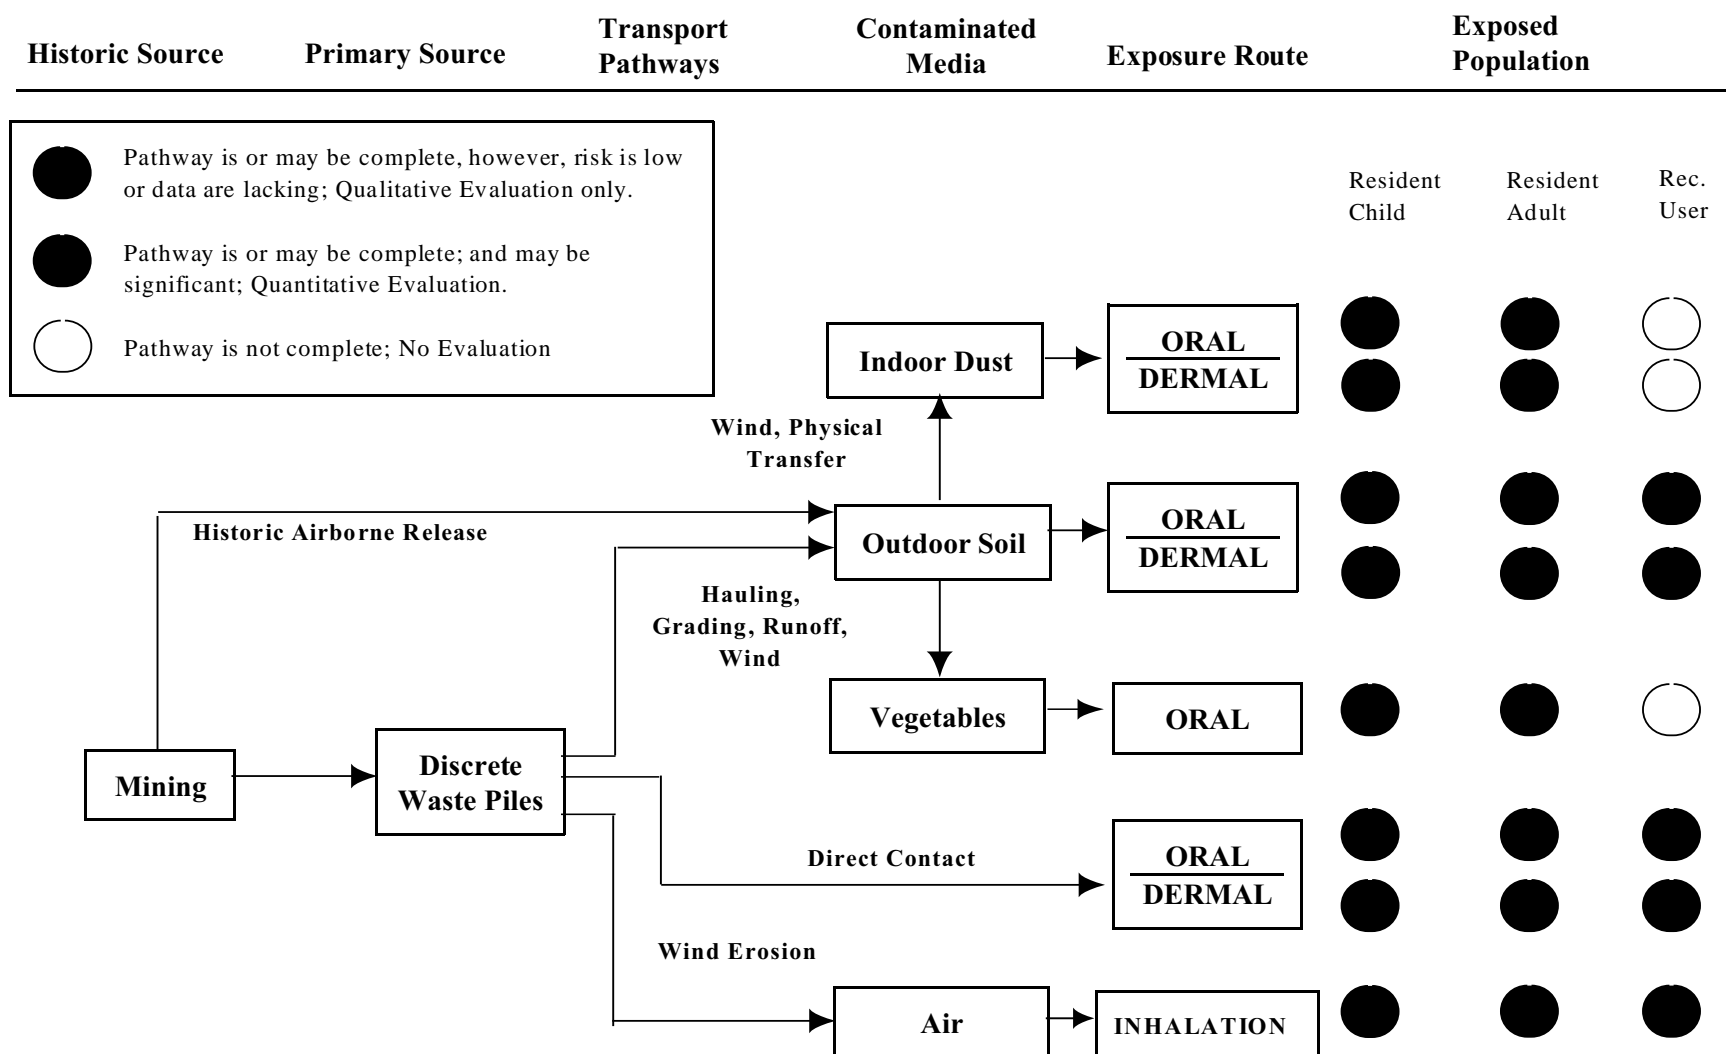 Historic Source
Primary Source
Transport
Pathways
Contaminated
Media
Exposure Route
Exposed
Population
Pathway is or may be complete, however, risk is low
or data are lacking; Qualitative Evaluation only.
Pathway is or may be complete; and may be
significant; Quantitative Evaluation.
Pathway is not complete; No Evaluation
Resident
Child
Resident
Adult
Rec.
User
Indoor Dust
ORAL
DERMAL
Wind, Physical
Transfer
Historic Airborne Release
Outdoor Soil
ORAL
DERMAL
Hauling,
Grading, Runoff,
Wind
Vegetables
ORAL
Mining
Discrete
Waste Piles
Direct Contact
ORAL
DERMAL
Wind Erosion
Air
INHALATION